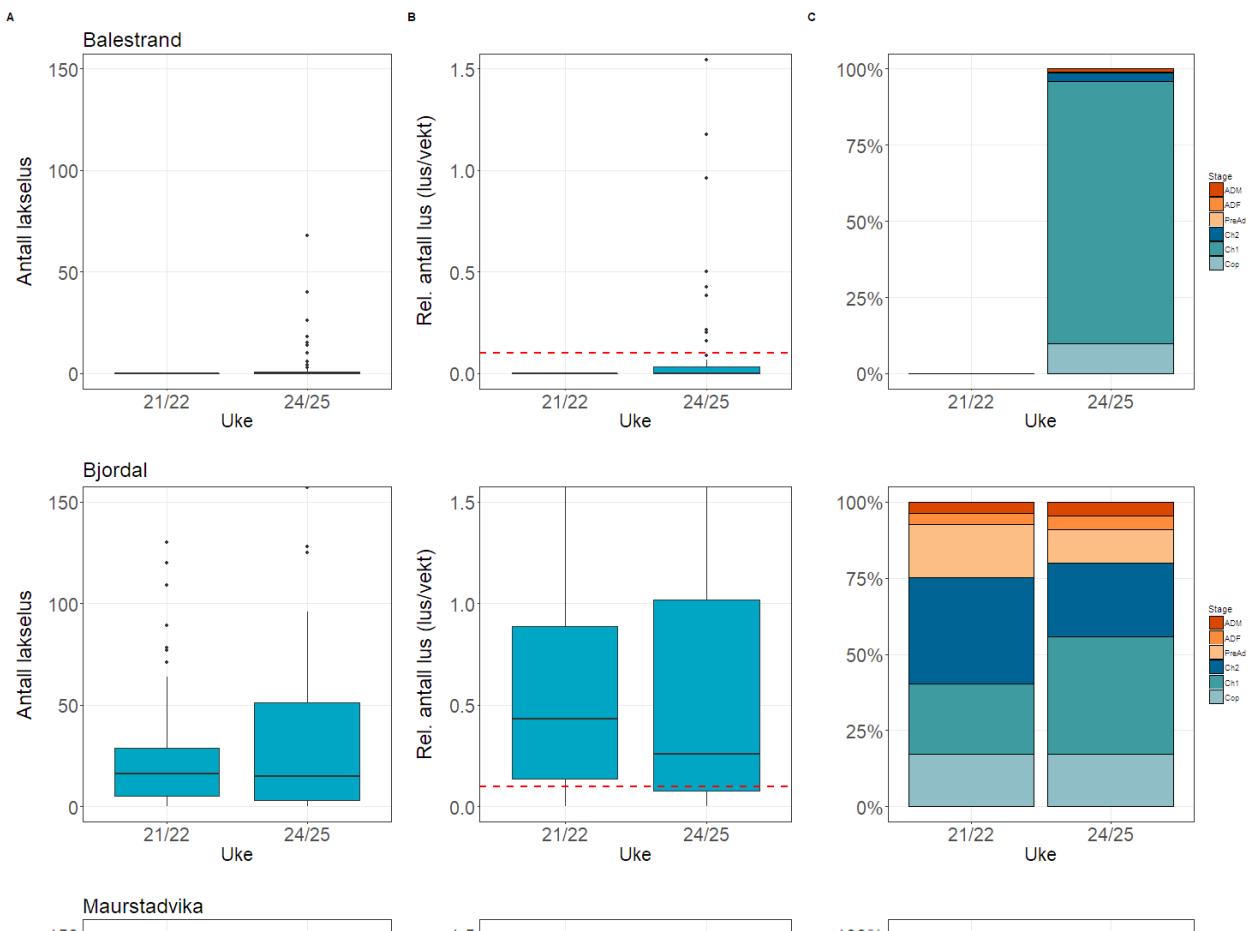 A
B
C
Balestrand
Antall lakselus
150
100
50
0
21/22
24/25
Uke
Rel. antall lus (lus/vekt)
1.5
1.0
0.5
0.0
21/22
24/25
Uke
100%
75%
50%
25%
0%
21/22
24/25
Uke
Stage
ADM
ADF
PreAd
Ch2
Ch1
Cop
Bjordal
Antall lakselus
150
100
50
0
21/22
24/25
Uke
Rel. antall lus (lus/vekt)
1.5
1.0
0.5
0.0
21/22
24/25
Uke
100%
75%
50%
25%
0%
21/22
24/25
Uke
Stage
ADM
ADF
PreAd
Ch2
Ch1
Cop
Maurstadvika